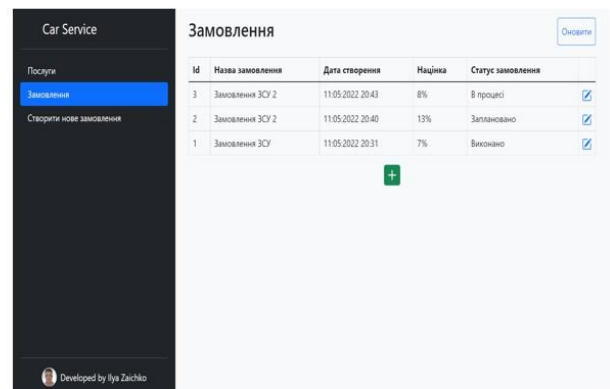 Car Service
Послуги
Замовлення
Створити нове замовлення
Developed by Ilya Zaichko
Замовлення
Оновити
Id Назва замовлення Дата створення Націнка Статус замовлення
3 Замовлення ЗСУ 2 11.05.2022 20:43 8% В процесі
2 Замовлення ЗСУ 2 11.05.2022 20:40 13% Заплановано
1 Замовлення ЗСУ 11.05.2022 20:31 7% Виконано
+